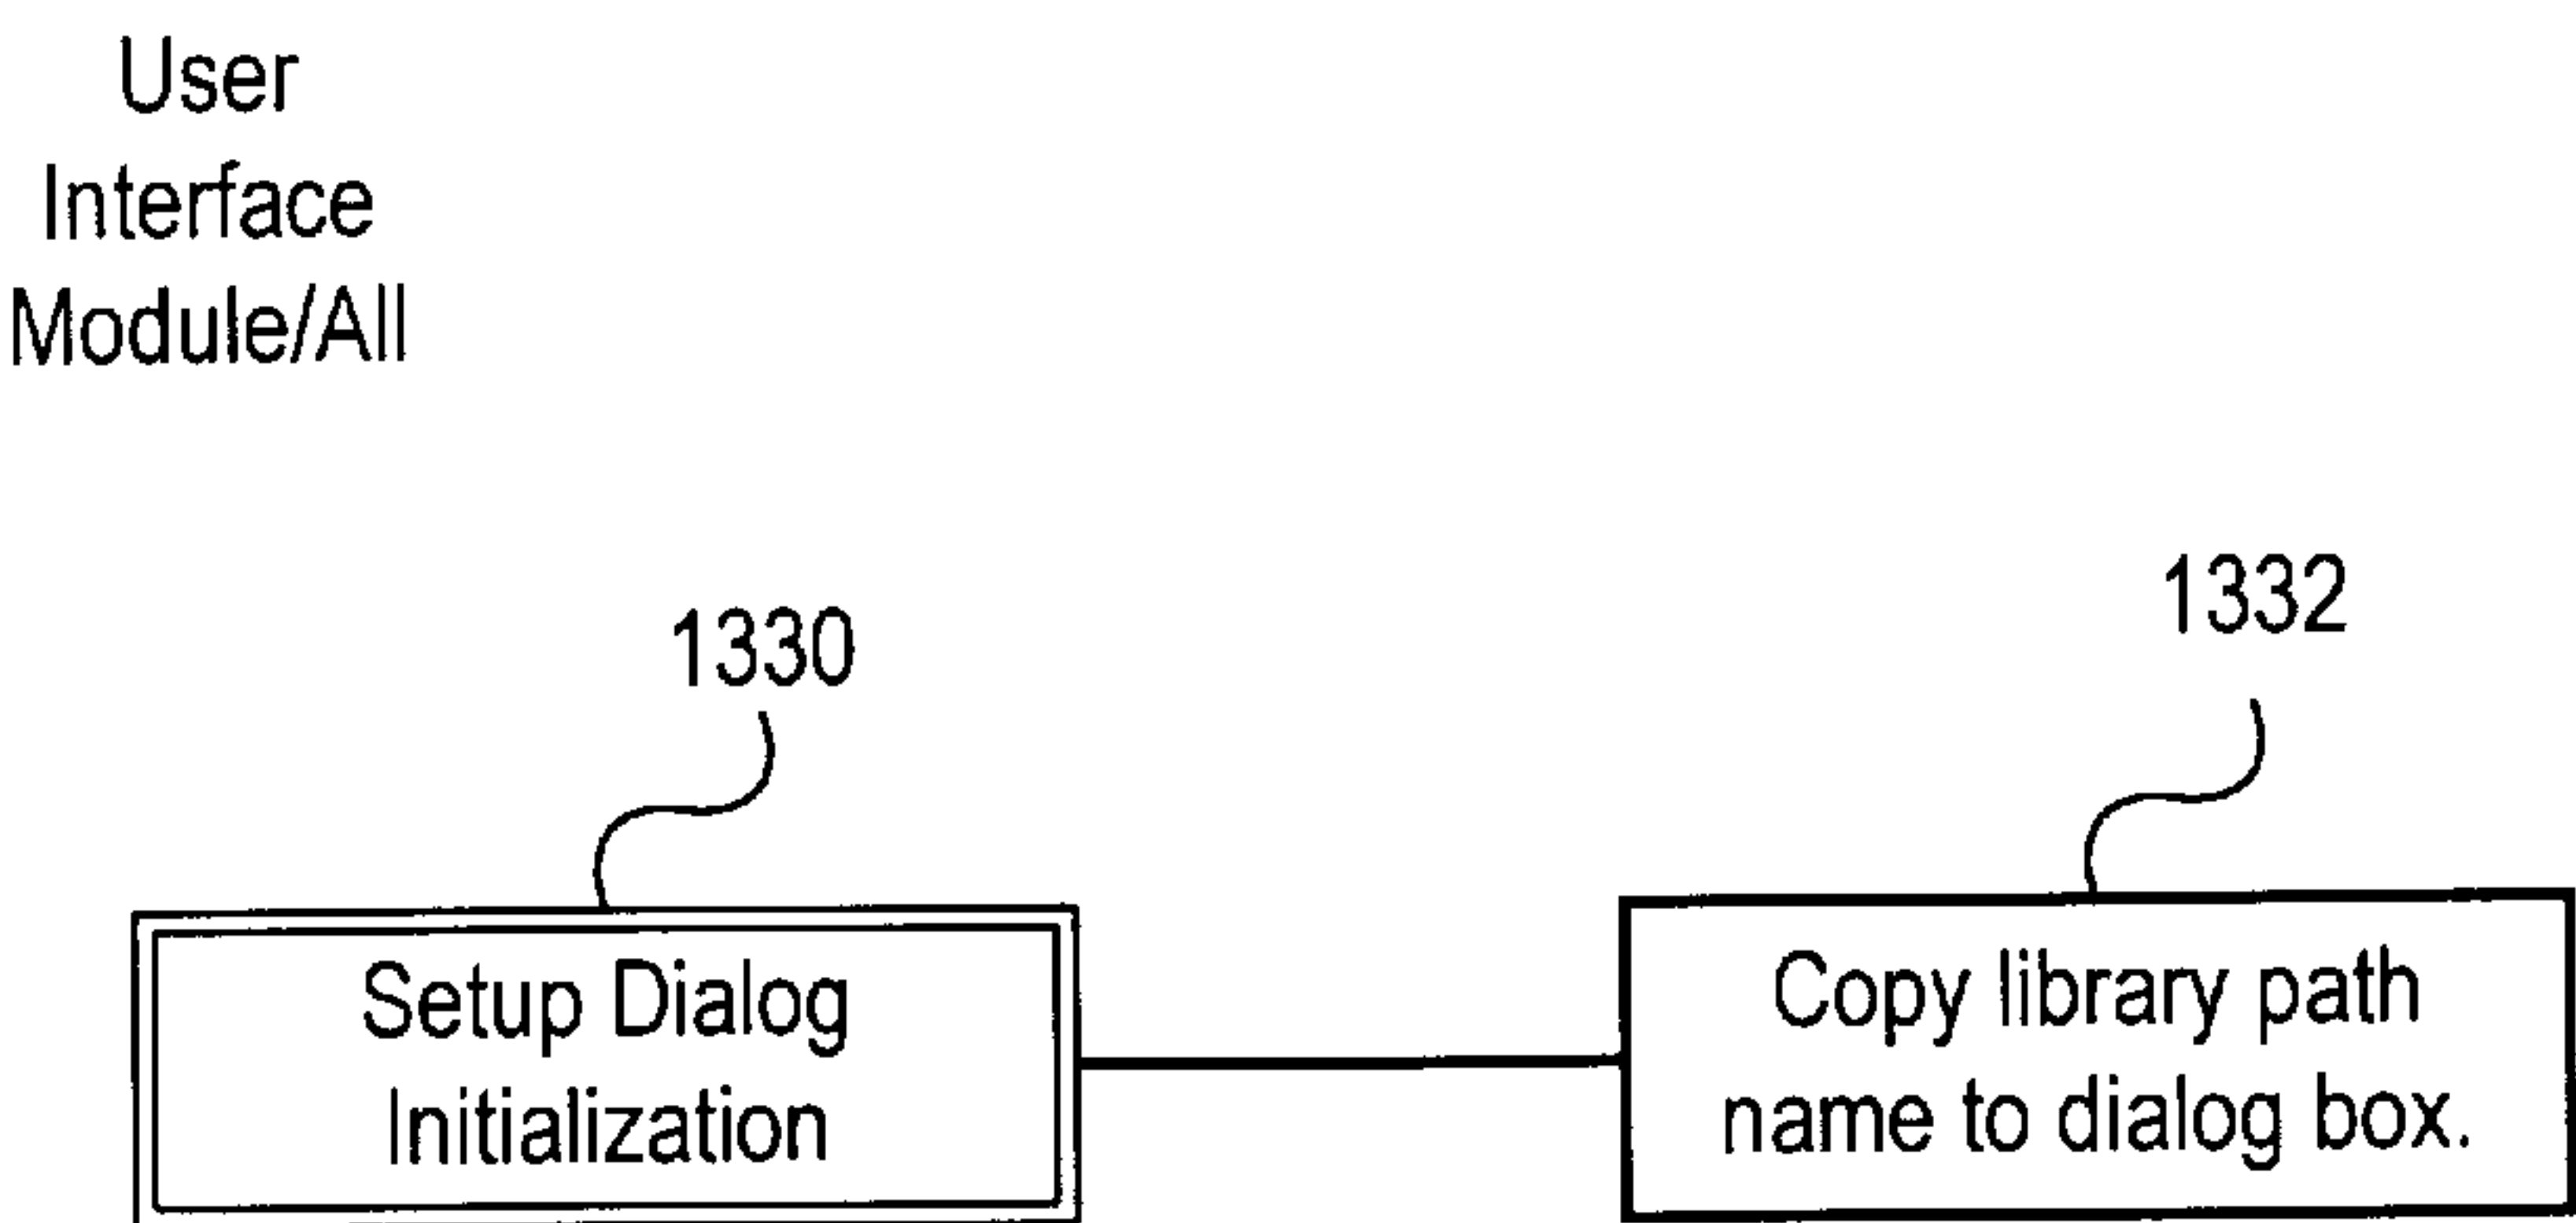 User
Interface
Module/All
1330
1332
Setup Dialog
Initialization
Copy library path
name to dialog box.